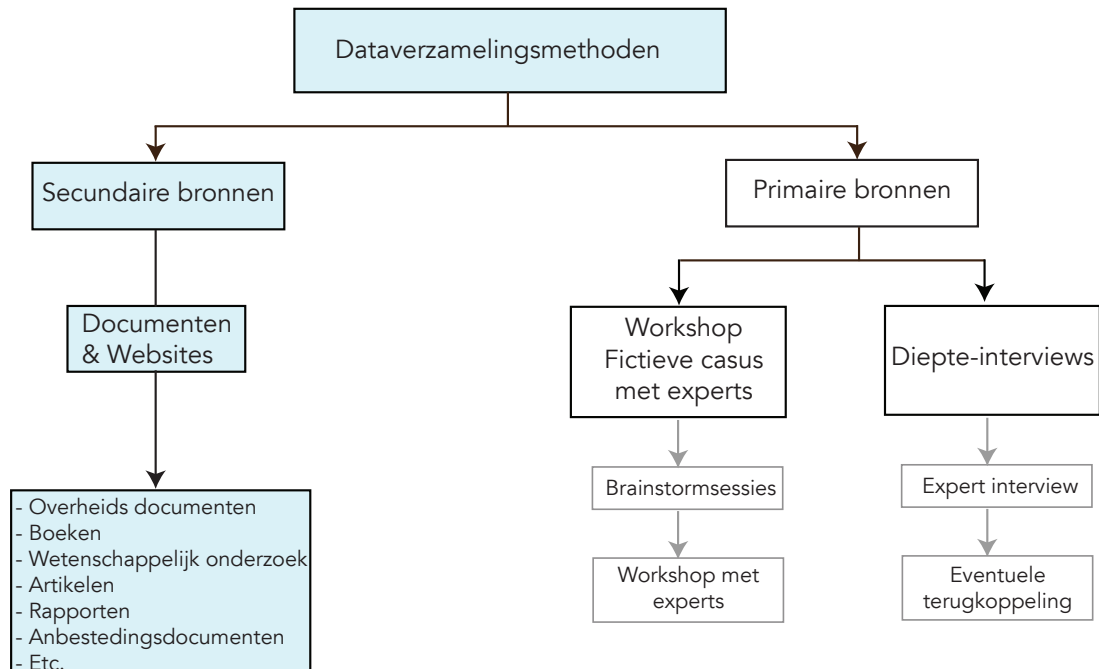 Dataverzamelingsmethoden
Secundaire bronnen
Primaire bronnen
Documenten
& Websites
Workshop
Fictieve casus
met experts
Diepte-interviews
- Overheids documenten
- Boeken
- Wetenschappelijk onderzoek
- Artikelen
- Rapporten
- Anbestedingsdocumenten
- Etc.
Brainstormsessies
Expert interview
Workshop met
experts
Eventuele
terugkoppeling